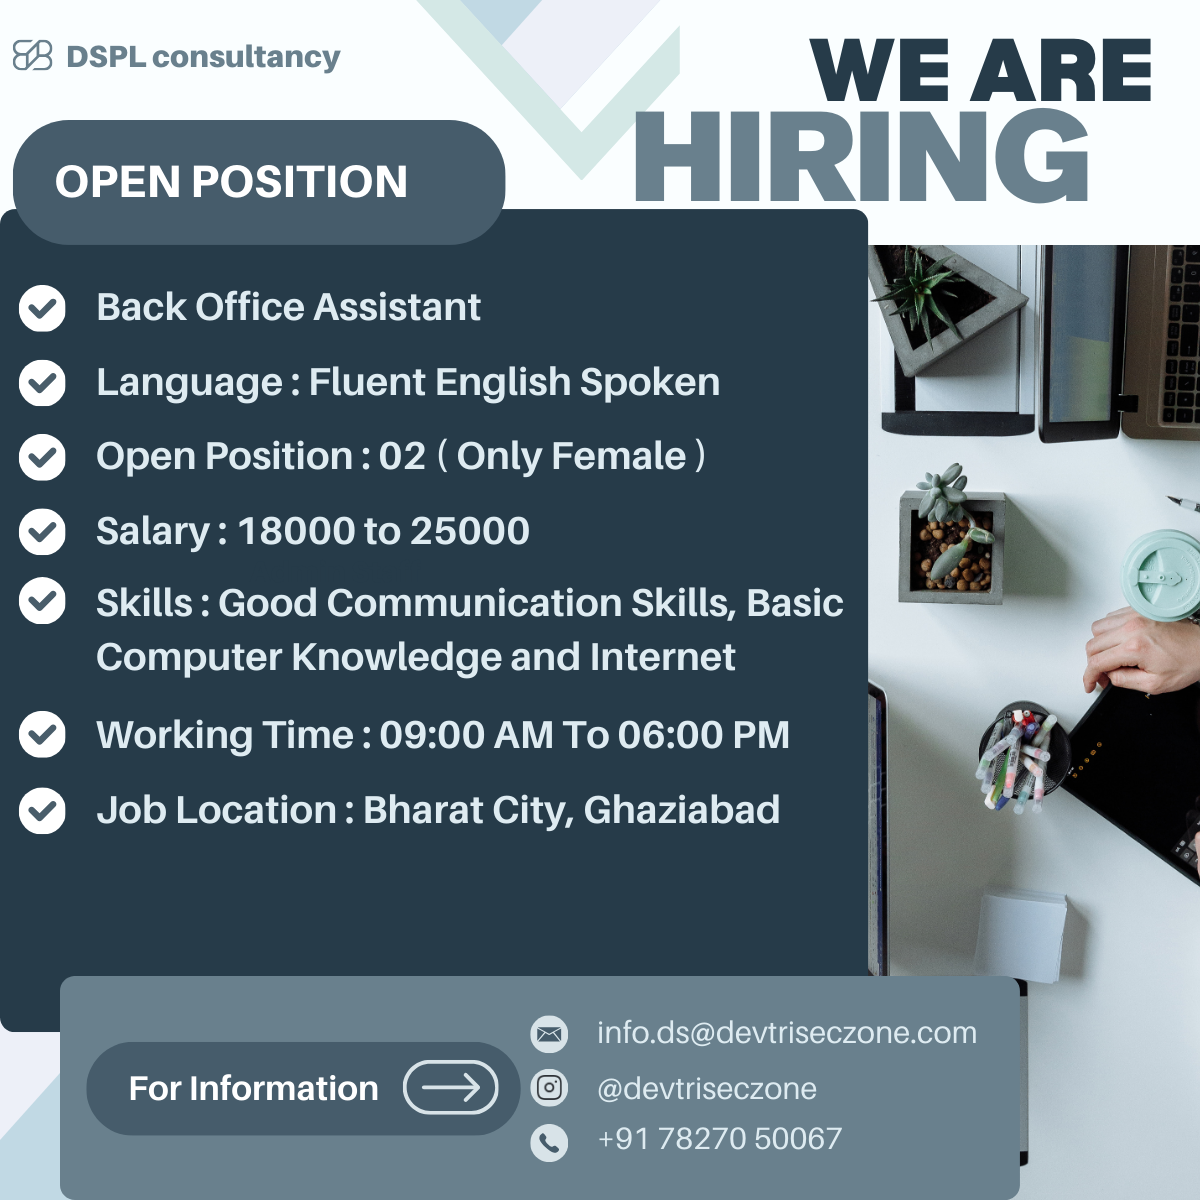 DSPL consultancy
WE ARE
HIRING
OPEN POSITION
Back Office Assistant
Language : Fluent English Spoken
Open Position : 02 ( Only Female )
Salary : 18000 to 25000
Skills : Good Communication Skills, Basic
Computer Knowledge and Internet
Working Time : 09:00 AM To 06:00 PM
Job Location : Bharat City, Ghaziabad
For Information
info.ds@devtriseczone.com
@devtriseczone
+91 78270 50067